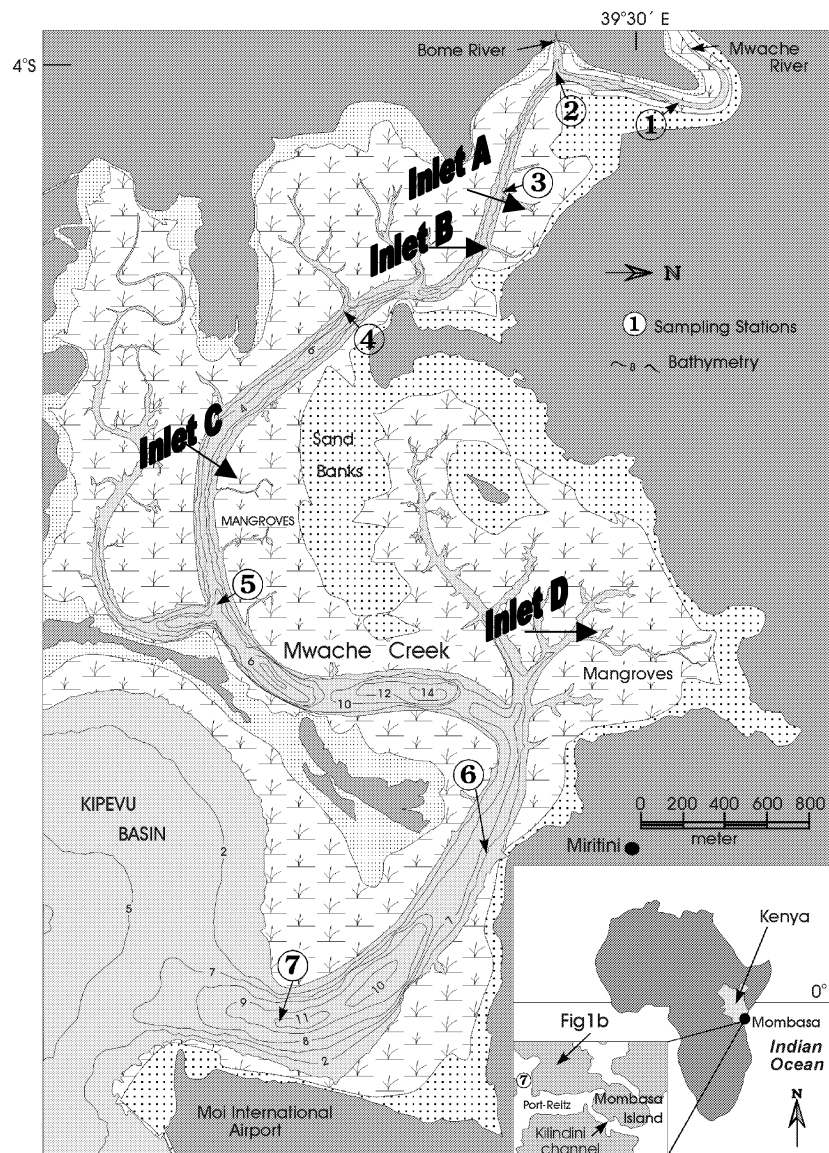 39°30´ E
Bome River
Mwache
River
4°S
2
1
Inlet A
3
Inlet B
N
1 Sampling Stations
8 Bathymetry
4
6
4
Inlet C
Sand
Banks
MANGROVES
5
Inlet D
Mwache Creek
Mangroves
6
12
14
10
6
KIPEVU
BASIN
2
5
0 200 400 600 800
meter
Miritini
7
7
7
9
10
11
8
2
Kenya
0°
Mombasa
Indian
Ocean
N
Fig1b
7
Port-Reitz
Mombasa
Island
Kilindini
channel
Moi International
Airport